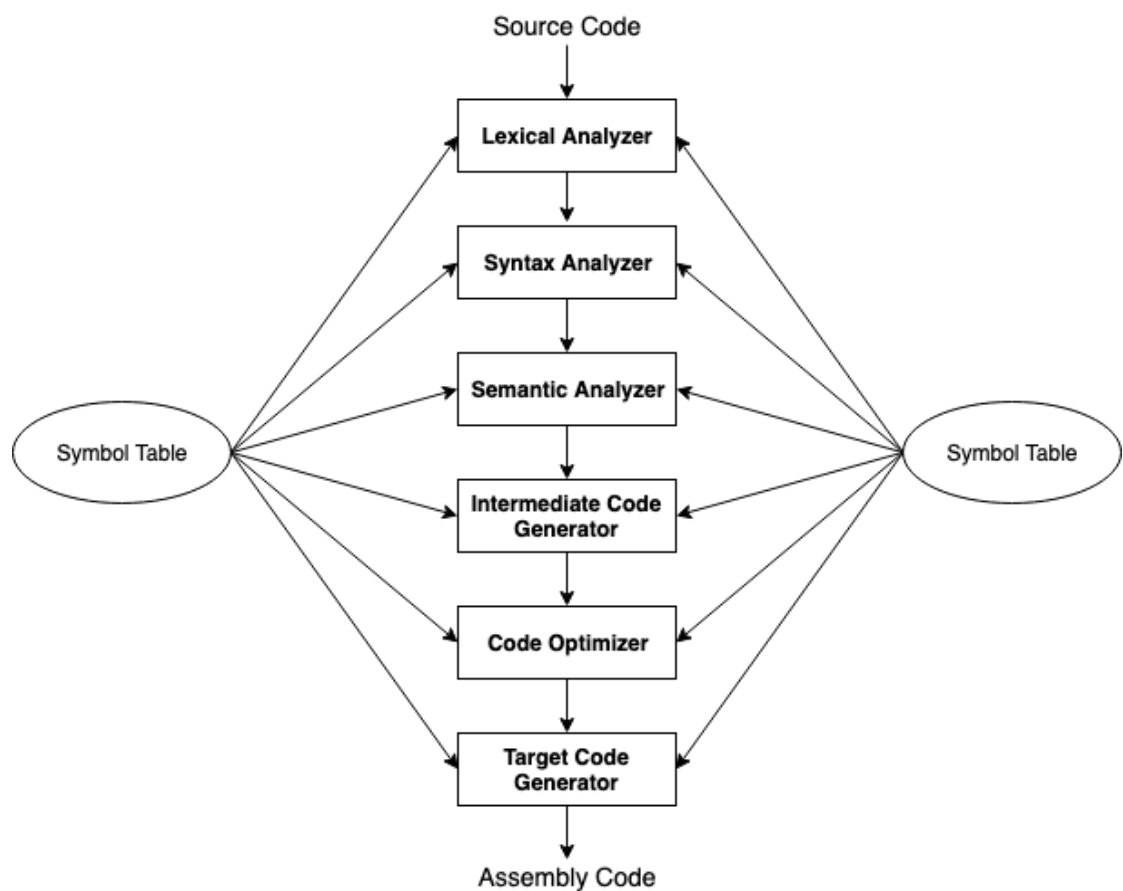 Source Code
Lexical Analyzer
Syntax Analyzer
Semantic Analyzer
Symbol Table
Symbol Table
Intermediate Code
Generator
Code Optimizer
Target Code
Generator
Assembly Code